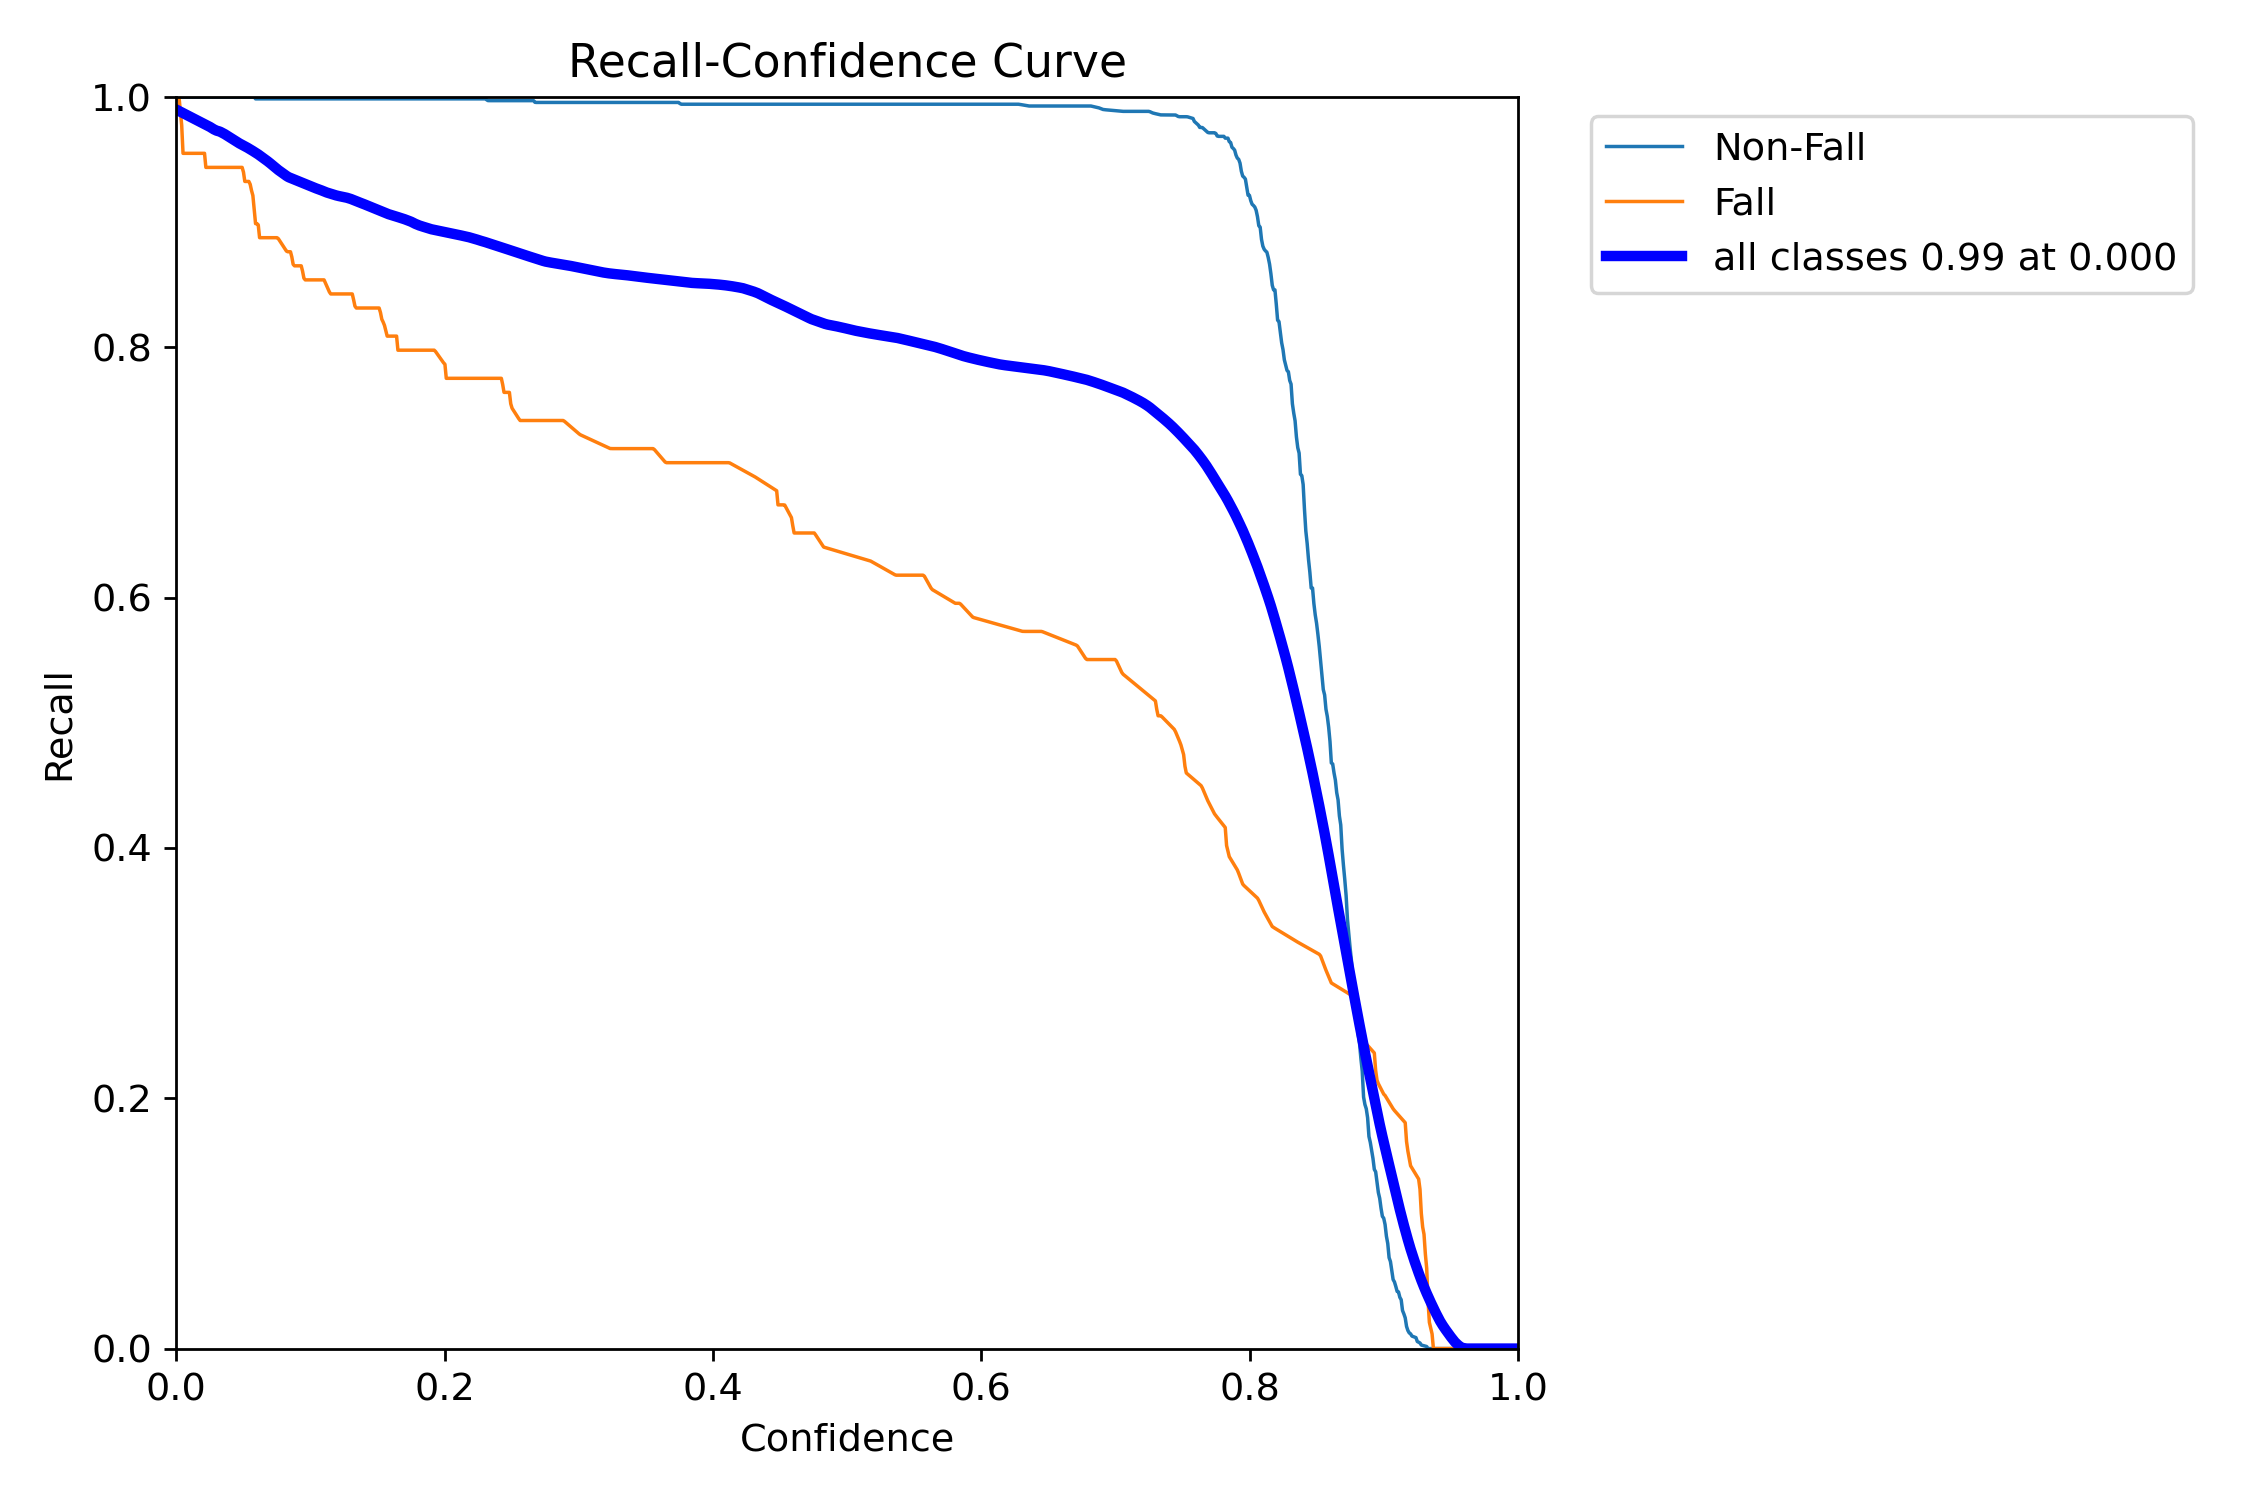 Recall-Confidence Curve
1.0
0.8
0.6
0.4
0.2
0.0
Recall
0.0 0.2 0.4 0.6 0.8 1.0
Confidence
Non-Fall
Fall
all classes 0.99 at 0.000